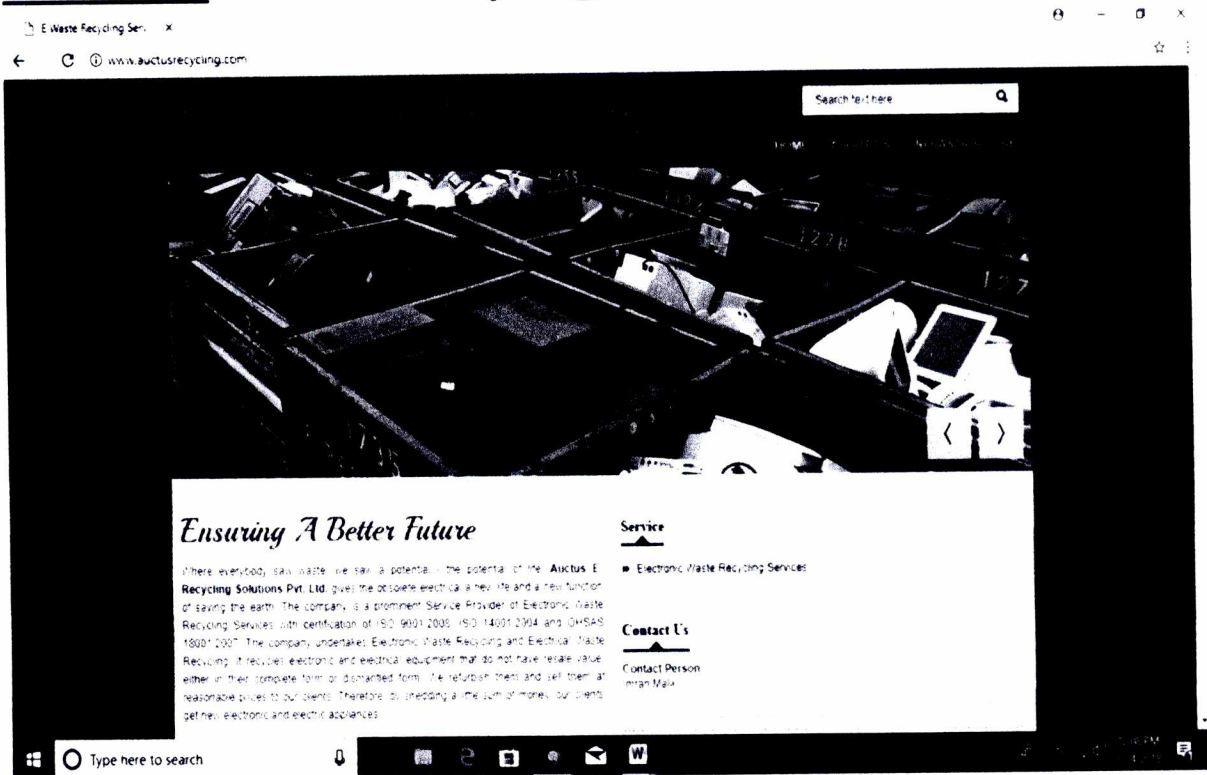 E Waste Recycling Ser.
www.auctusrecycling.com
Search text here
HOME
1278
127
Ensuring A Better Future
Where everybody saw waste, we saw a potential - the potential of life. Auctus E
Recycling Solutions Pvt. Ltd. gives the obsolete electrical a new life and a new function
of saving the earth. The company is a prominent Service Provider of Electronic Waste
Recycling Services with certification of ISO 9001:2008, ISO 14001:2004 and OHSAS
18001:2007. The company undertakes Electronic Waste Recycling and Electrical Waste
Recycling. It recycles electronic and electrical equipment that do not have resale value,
either in their complete form or dismantled form. We refurbish them and sell them at
reasonable prices to our clients. Therefore, by shedding a little sum of money, our clients
get new electronic and electric appliances.
Service
Electronic Waste Recycling Services
Contact Us
Contact Person
Imran Malik
Type here to search